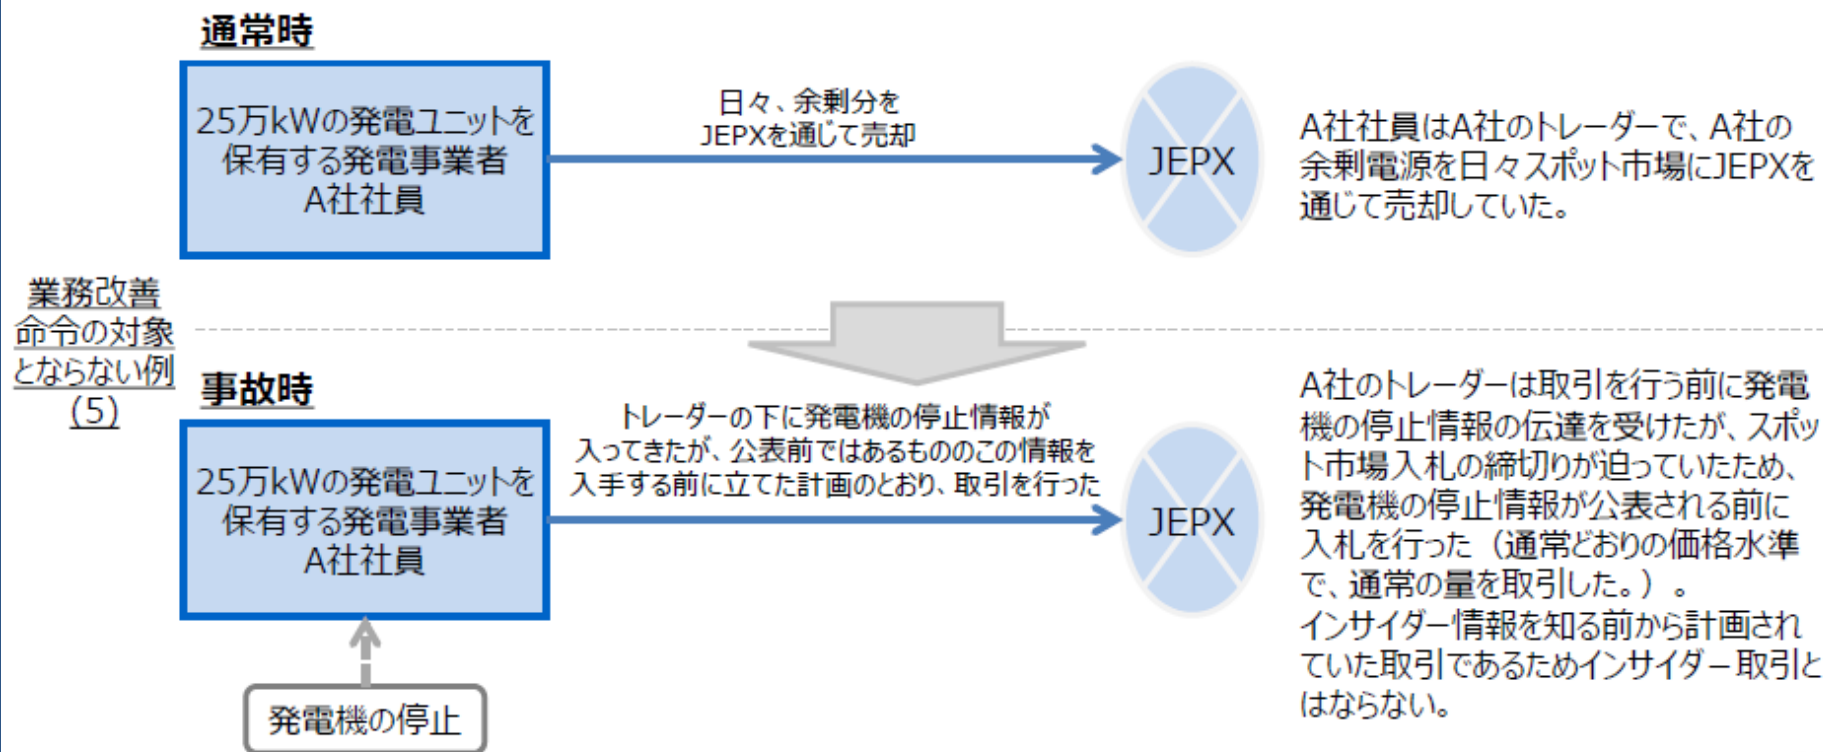 通常時
25万kWの発電ユニットを
保有する発電事業者
A社社員
日々、余剰分を
JEPXを通じて売却
JEPX
A社社員はA社のトレーダーで、A社の
余剰電源を日々スポット市場にJEPXを
通じて売却していた。
業務改善
命令の対象
とならない例
(5)
事故時
25万kWの発電ユニットを
保有する発電事業者
A社社員
トレーダーの下に発電機の停止情報が
入ってきたが、公表前ではあるもののこの情報を
入手する前に立てた計画のとおり、取引を行った
JEPX
A社のトレーダーは取引を行う前に発電
機の停止情報の伝達を受けたが、スポッ
ト市場入札の締切りが迫っていたため、
発電機の停止情報が公表される前に
入札を行った（通常どおりの価格水準
で、通常の量を取引した。）。
インサイダー情報を知る前から計画され
ていた取引であるためインサイダー取引と
はならない。
発電機の停止